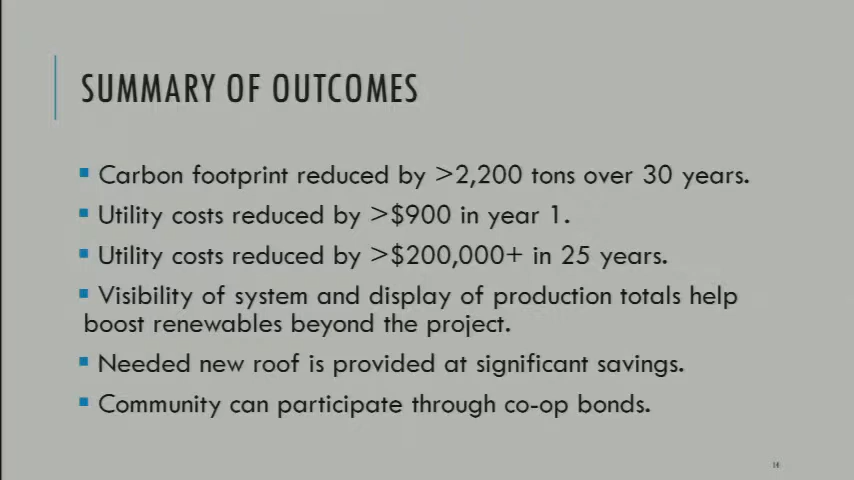 SUMMARY OF OUTCOMES
▪ Carbon footprint reduced by >2,200 tons over 30 years.
▪ Utility costs reduced by >$900 in year 1.
▪ Utility costs reduced by >$200,000+ in 25 years.
▪ Visibility of system and display of production totals help
boost renewables beyond the project.
▪ Needed new roof is provided at significant savings.
▪ Community can participate through co-op bonds.